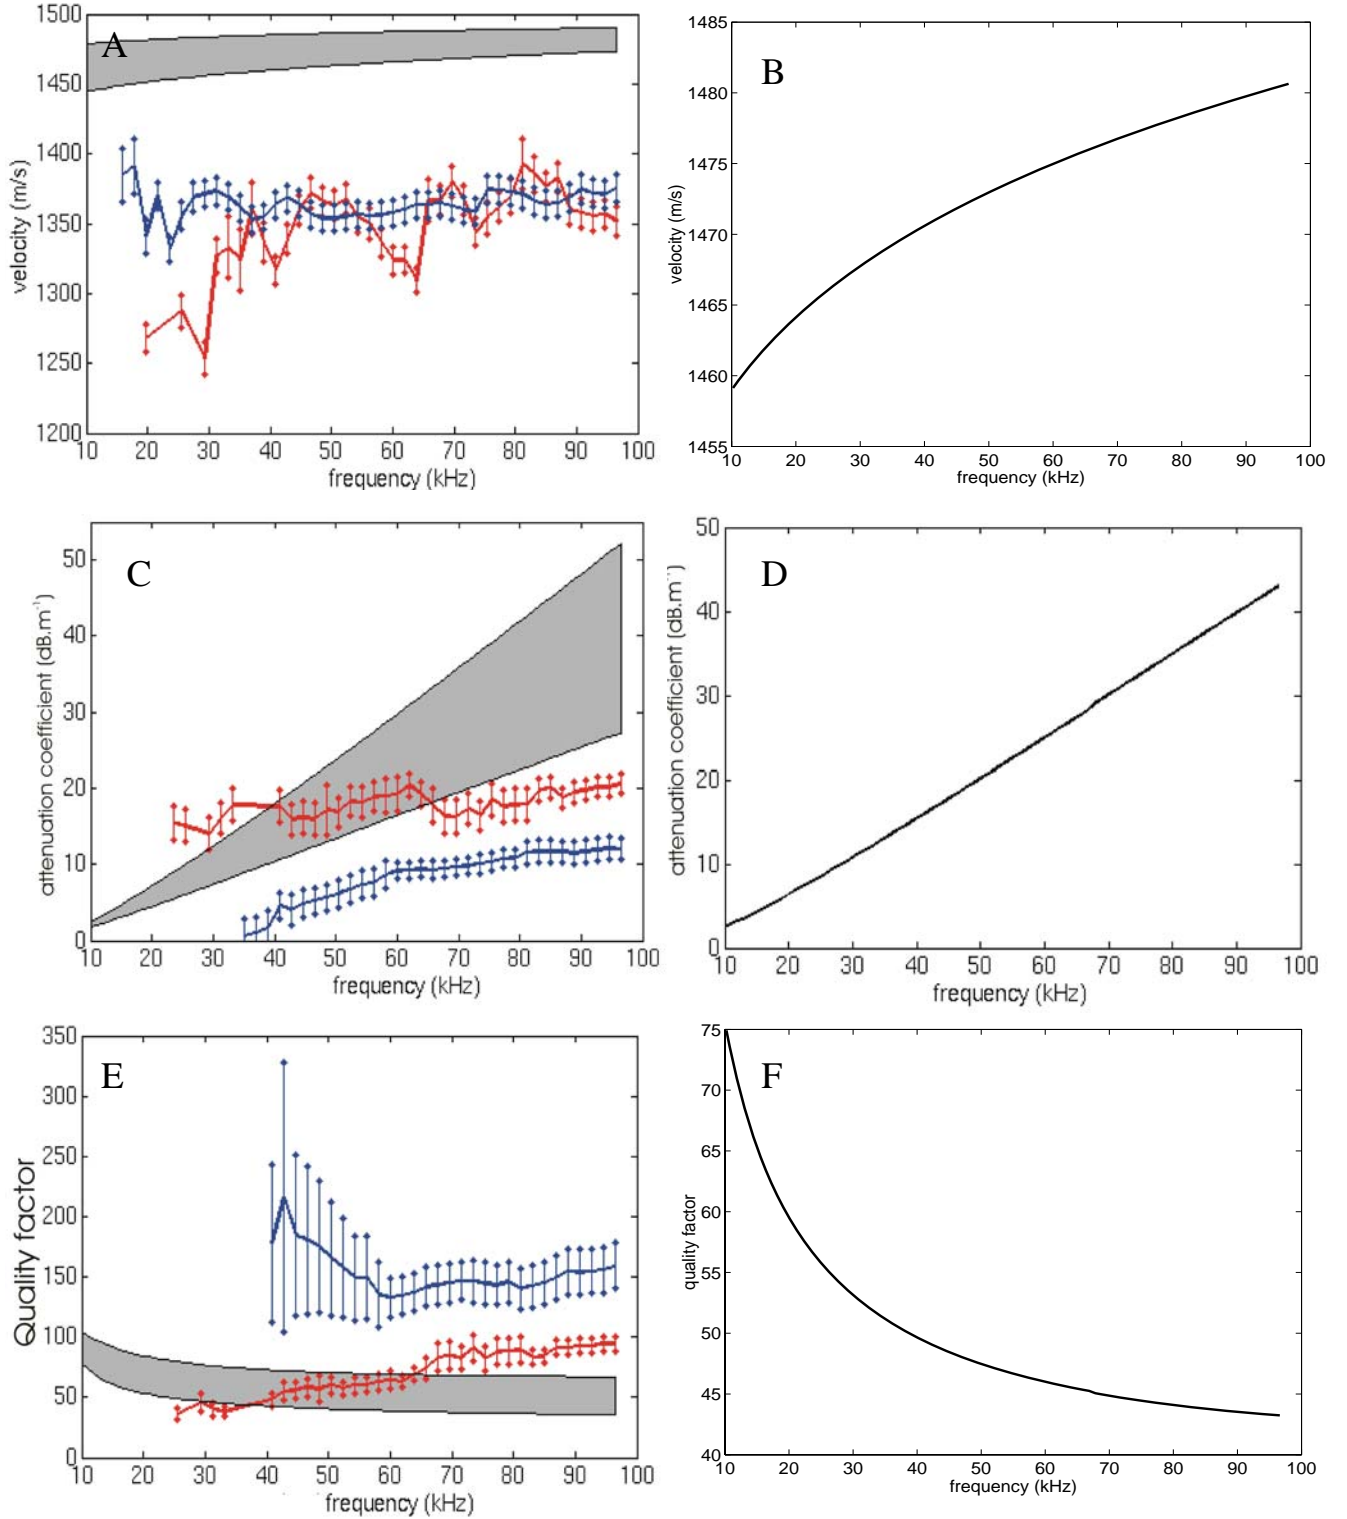 A
1500
1450
1400
1350
1300
1250
1200
velocity (m/s)
10 20 30 40 50 60 70 80 90 100
frequency (kHz)
B
1485
1480
1475
1470
1465
1460
1455
velocity (m/s)
10 20 30 40 50 60 70 80 90 100
frequency (kHz)
C
50
40
30
20
10
0
attenuation coefficient (dB.m⁻¹)
10 20 30 40 50 60 70 80 90 100
frequency (kHz)
D
50
40
30
20
10
0
attenuation coefficient (dB.m⁻¹)
10 20 30 40 50 60 70 80 90 100
frequency (kHz)
E
350
300
250
200
150
100
50
0
Quality factor
10 20 30 40 50 60 70 80 90 100
frequency (kHz)
F
75
70
65
60
55
50
45
40
quality factor
10 20 30 40 50 60 70 80 90 100
frequency (kHz)